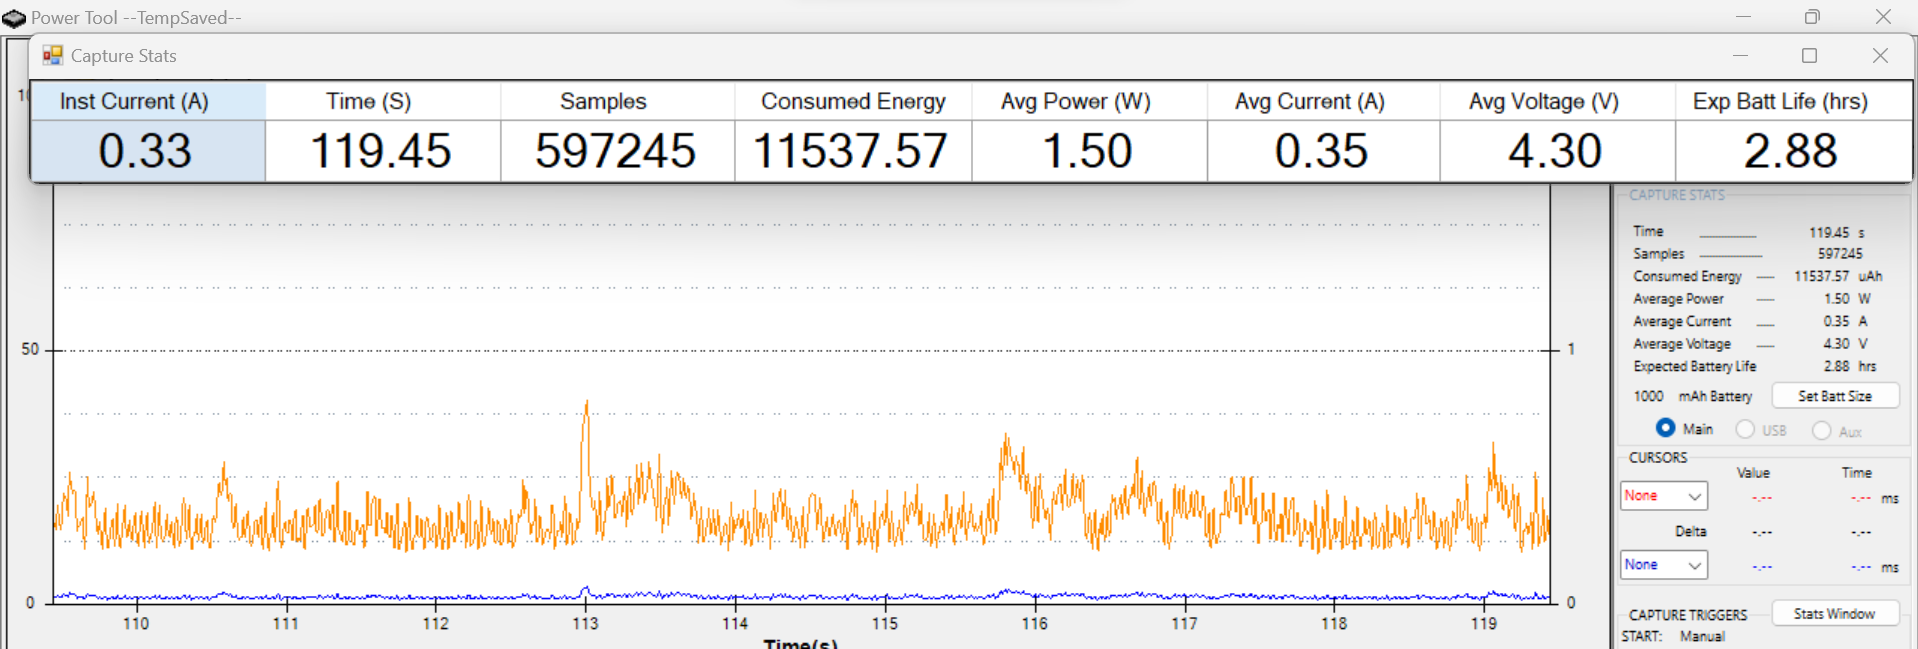 Power Tool --TempSaved--
Capture Stats
Inst Current (A) Time (S) Samples Consumed Energy Avg Power (W) Avg Current (A) Avg Voltage (V) Exp Batt Life (hrs)
0.33 119.45 597245 11537.57 1.50 0.35 4.30 2.88
CAPTURE STATS
Time 119.45 s
Samples 597245
Consumed Energy 11537.57 uAh
Average Power 1.50 W
Average Current 0.35 A
Average Voltage 4.30 V
Expected Battery Life 2.88 hrs
1000 mAh Battery Set Batt Size
Main USB Aux
CURSORS
Value Time
None -.-- -.-- ms
Delta -.-- -.--
None -.-- -.-- ms
CAPTURE TRIGGERS Stats Window
START: Manual
50 1
0 0
110 111 112 113 114 115 116 117 118 119
Time(s)